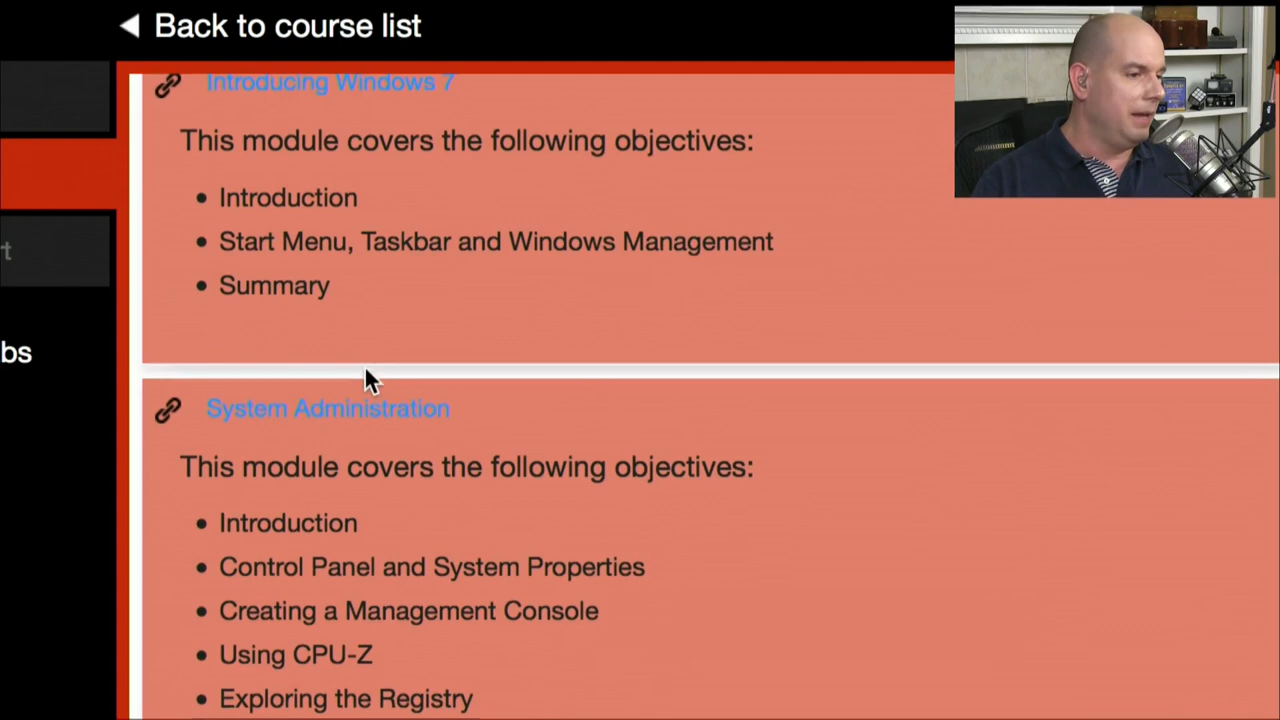 Back to course list
Introducing Windows 7
This module covers the following objectives:
• Introduction
t
• Start Menu, Taskbar and Windows Management
• Summary
bs
System Administration
This module covers the following objectives:
• Introduction
• Control Panel and System Properties
• Creating a Management Console
• Using CPU-Z
• Exploring the Registry